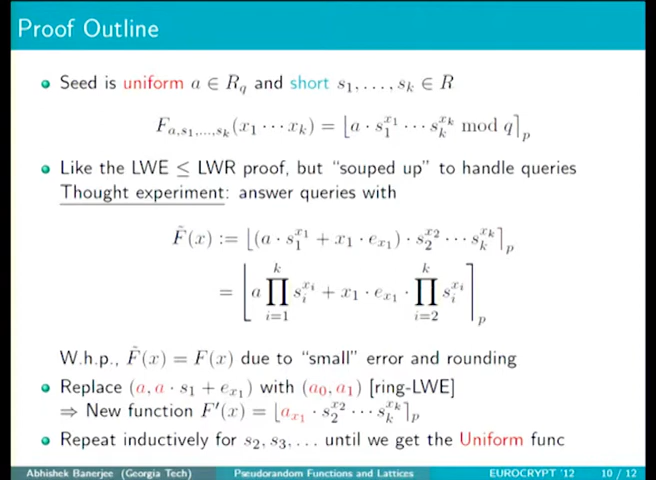 Proof Outline
Seed is uniform a ∈ R_q and short s_1, . . . , s_k ∈ R
F_{a,s_1,...,s_k}(x_1 · · · x_k) = ⌊a · s_1^{x_1} · · · s_k^{x_k} mod q⌉_p
Like the LWE ≤ LWR proof, but “souped up” to handle queries
Thought experiment: answer queries with
F̃(x) := ⌊(a · s_1^{x_1} + x_1 · e_{x_1}) · s_2^{x_2} · · · s_k^{x_k}⌉_p
= ⌊a ∏_{i=1}^{k} s_i^{x_i} + x_1 · e_{x_1} · ∏_{i=2}^{k} s_i^{x_i}⌉_p
W.h.p., F̃(x) = F(x) due to “small” error and rounding
Replace (a, a · s_1 + e_{x_1}) with (a_0, a_1) [ring-LWE]
⇒ New function F′(x) = ⌊a_{x_1} · s_2^{x_2} · · · s_k^{x_k}⌉_p
Repeat inductively for s_2, s_3, . . . until we get the Uniform func
Abhishek Banerjee (Georgia Tech) Pseudorandom Functions and Lattices EUROCRYPT '12 10 / 12